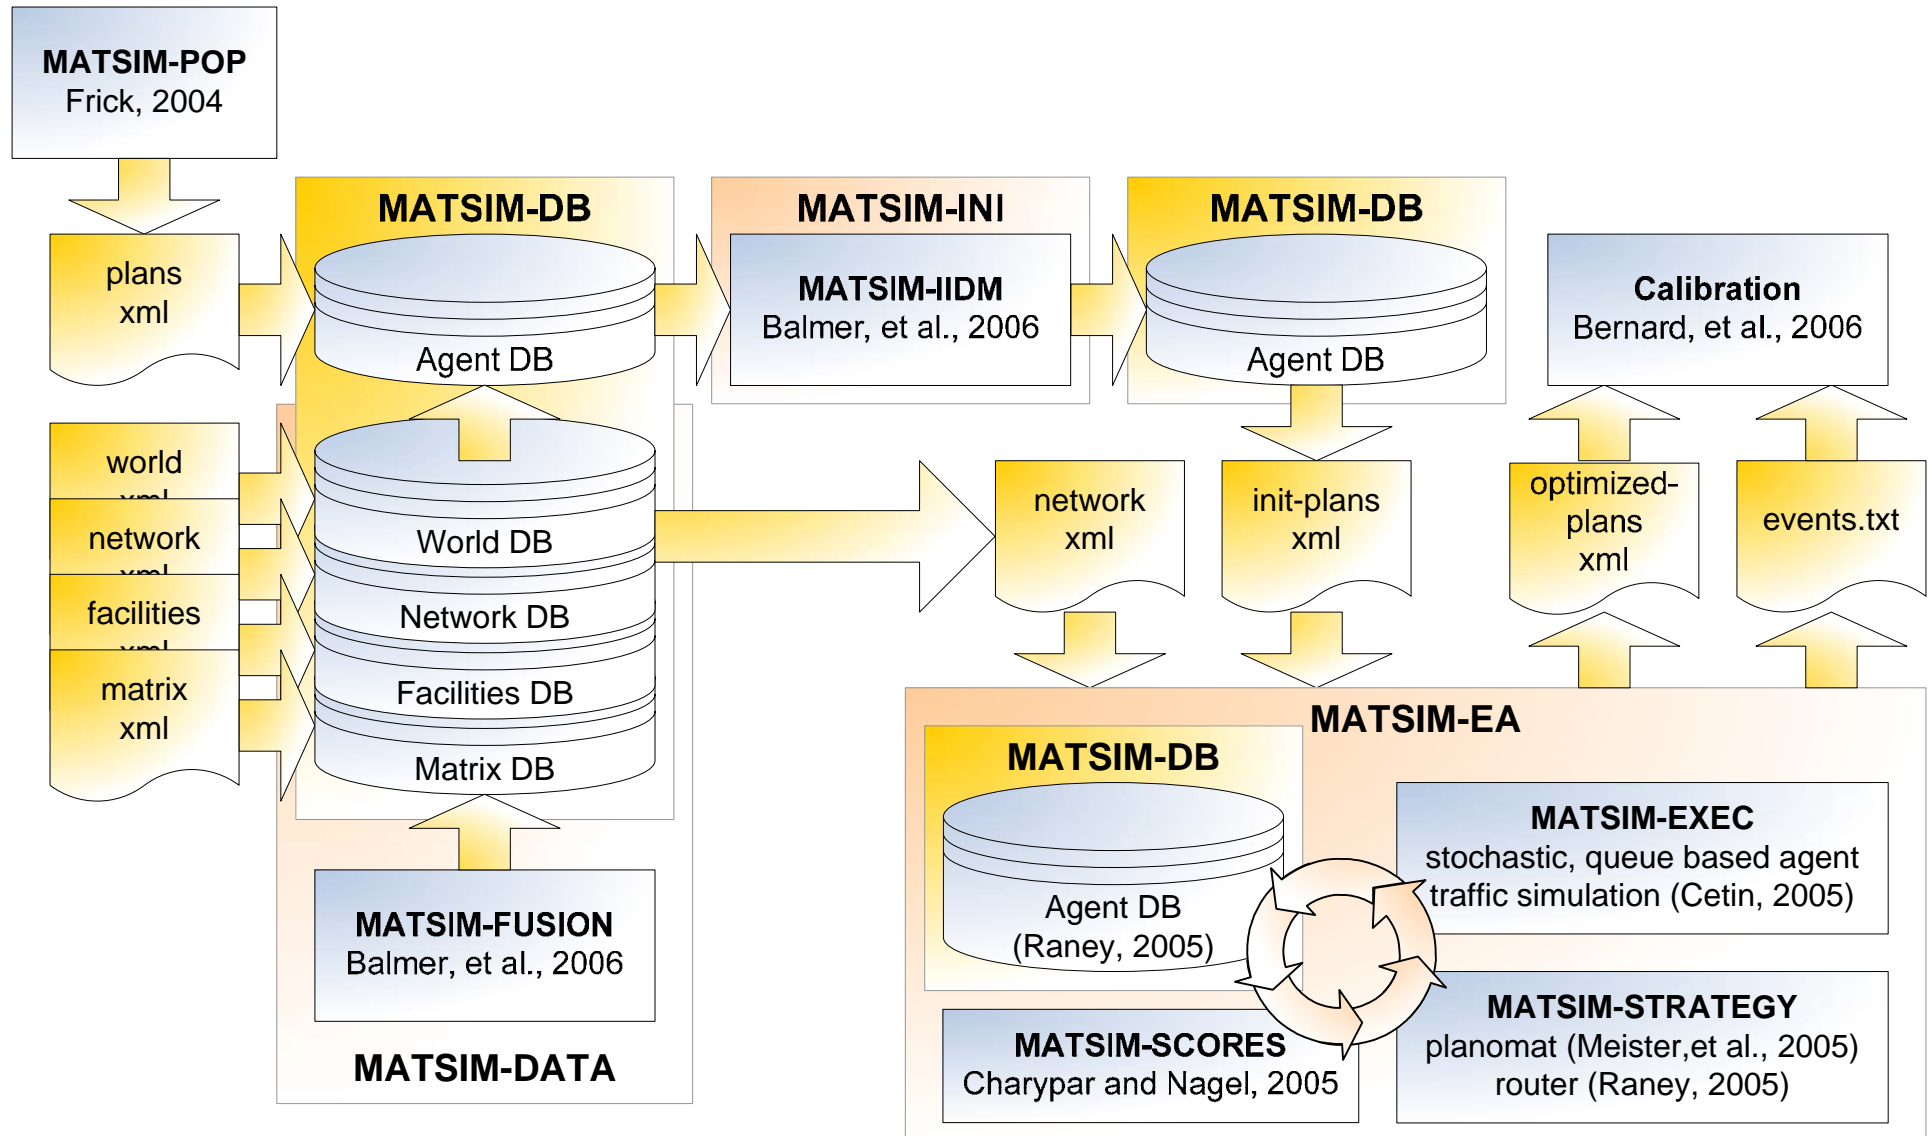 MATSIM-POP
Frick, 2004
MATSIM-DB
MATSIM-INI
MATSIM-DB
plans
xml
Agent DB
MATSIM-IIDM
Balmer, et al., 2006
Agent DB
Calibration
Bernard, et al., 2006
world
xml
network
xml
facilities
xml
matrix
xml
World DB
Network DB
Facilities DB
Matrix DB
network
xml
init-plans
xml
optimized-
plans
xml
events.txt
MATSIM-FUSION
Balmer, et al., 2006
MATSIM-DATA
MATSIM-EA
MATSIM-DB
Agent DB
(Raney, 2005)
MATSIM-EXEC
stochastic, queue based agent
traffic simulation (Cetin, 2005)
MATSIM-SCORES
Charypar and Nagel, 2005
MATSIM-STRATEGY
planomat (Meister,et al., 2005)
router (Raney, 2005)